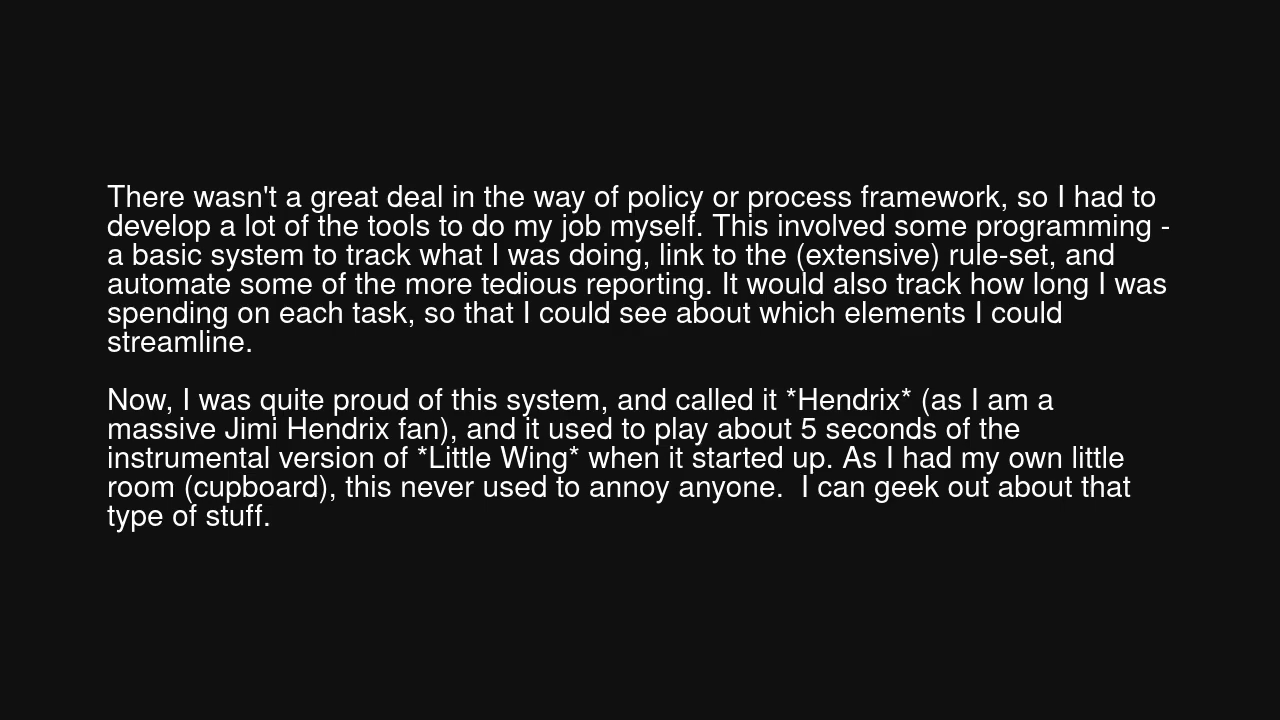 There wasn't a great deal in the way of policy or process framework, so I had to
develop a lot of the tools to do my job myself. This involved some programming -
a basic system to track what I was doing, link to the (extensive) rule-set, and
automate some of the more tedious reporting. It would also track how long I was
spending on each task, so that I could see about which elements I could
streamline.

Now, I was quite proud of this system, and called it *Hendrix* (as I am a
massive Jimi Hendrix fan), and it used to play about 5 seconds of the
instrumental version of *Little Wing* when it started up. As I had my own little
room (cupboard), this never used to annoy anyone.  I can geek out about that
type of stuff.